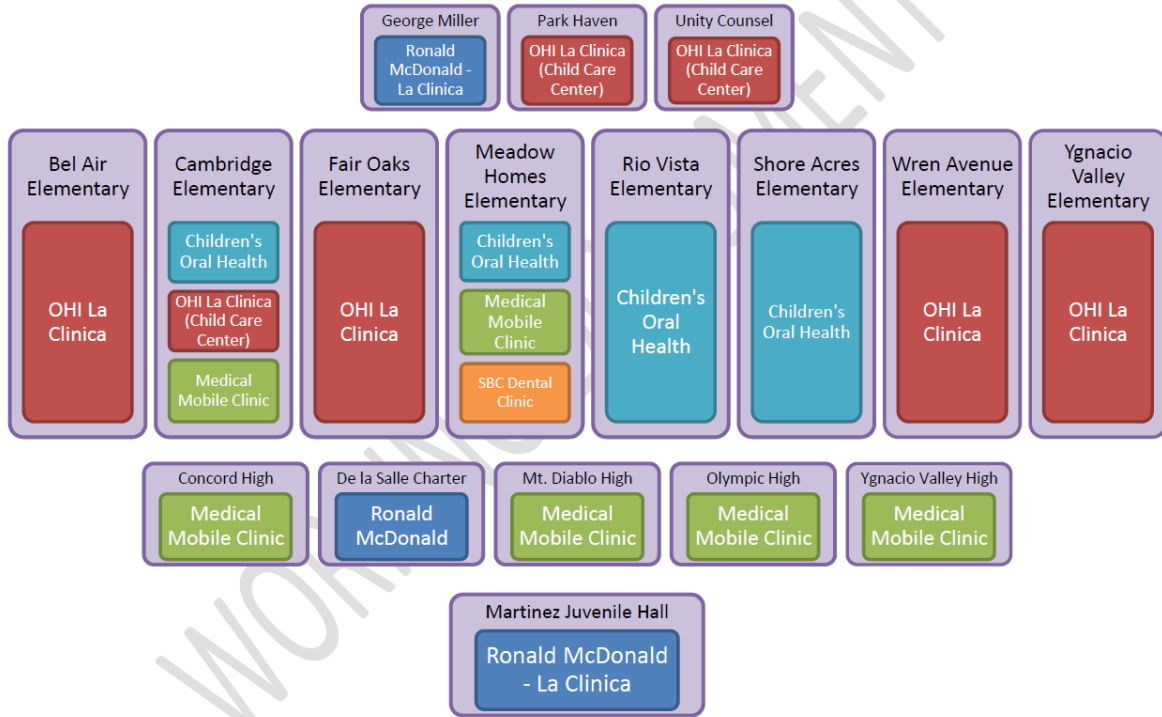 George Miller
Ronald
McDonald -
La Clinica
Park Haven
OHI La Clinica
(Child Care
Center)
Unity Counsel
OHI La Clinica
(Child Care
Center)
Bel Air
Elementary
OHI La
Clinica
Cambridge
Elementary
Children's
Oral Health
OHI La Clinica
(Child Care
Center)
Medical
Mobile Clinic
Fair Oaks
Elementary
OHI La
Clinica
Meadow
Homes
Elementary
Children's
Oral Health
Medical
Mobile
Clinic
SBC Dental
Clinic
Rio Vista
Elementary
Children's
Oral
Health
Shore Acres
Elementary
Children's
Oral Health
Wren Avenue
Elementary
OHI La
Clinica
Ygnacio
Valley
Elementary
OHI La
Clinica
Concord High
Medical
Mobile Clinic
De la Salle Charter
Ronald
McDonald
Mt. Diablo High
Medical
Mobile Clinic
Olympic High
Medical
Mobile Clinic
Ygnacio Valley High
Medical
Mobile Clinic
Martinez Juvenile Hall
Ronald McDonald
- La Clinica